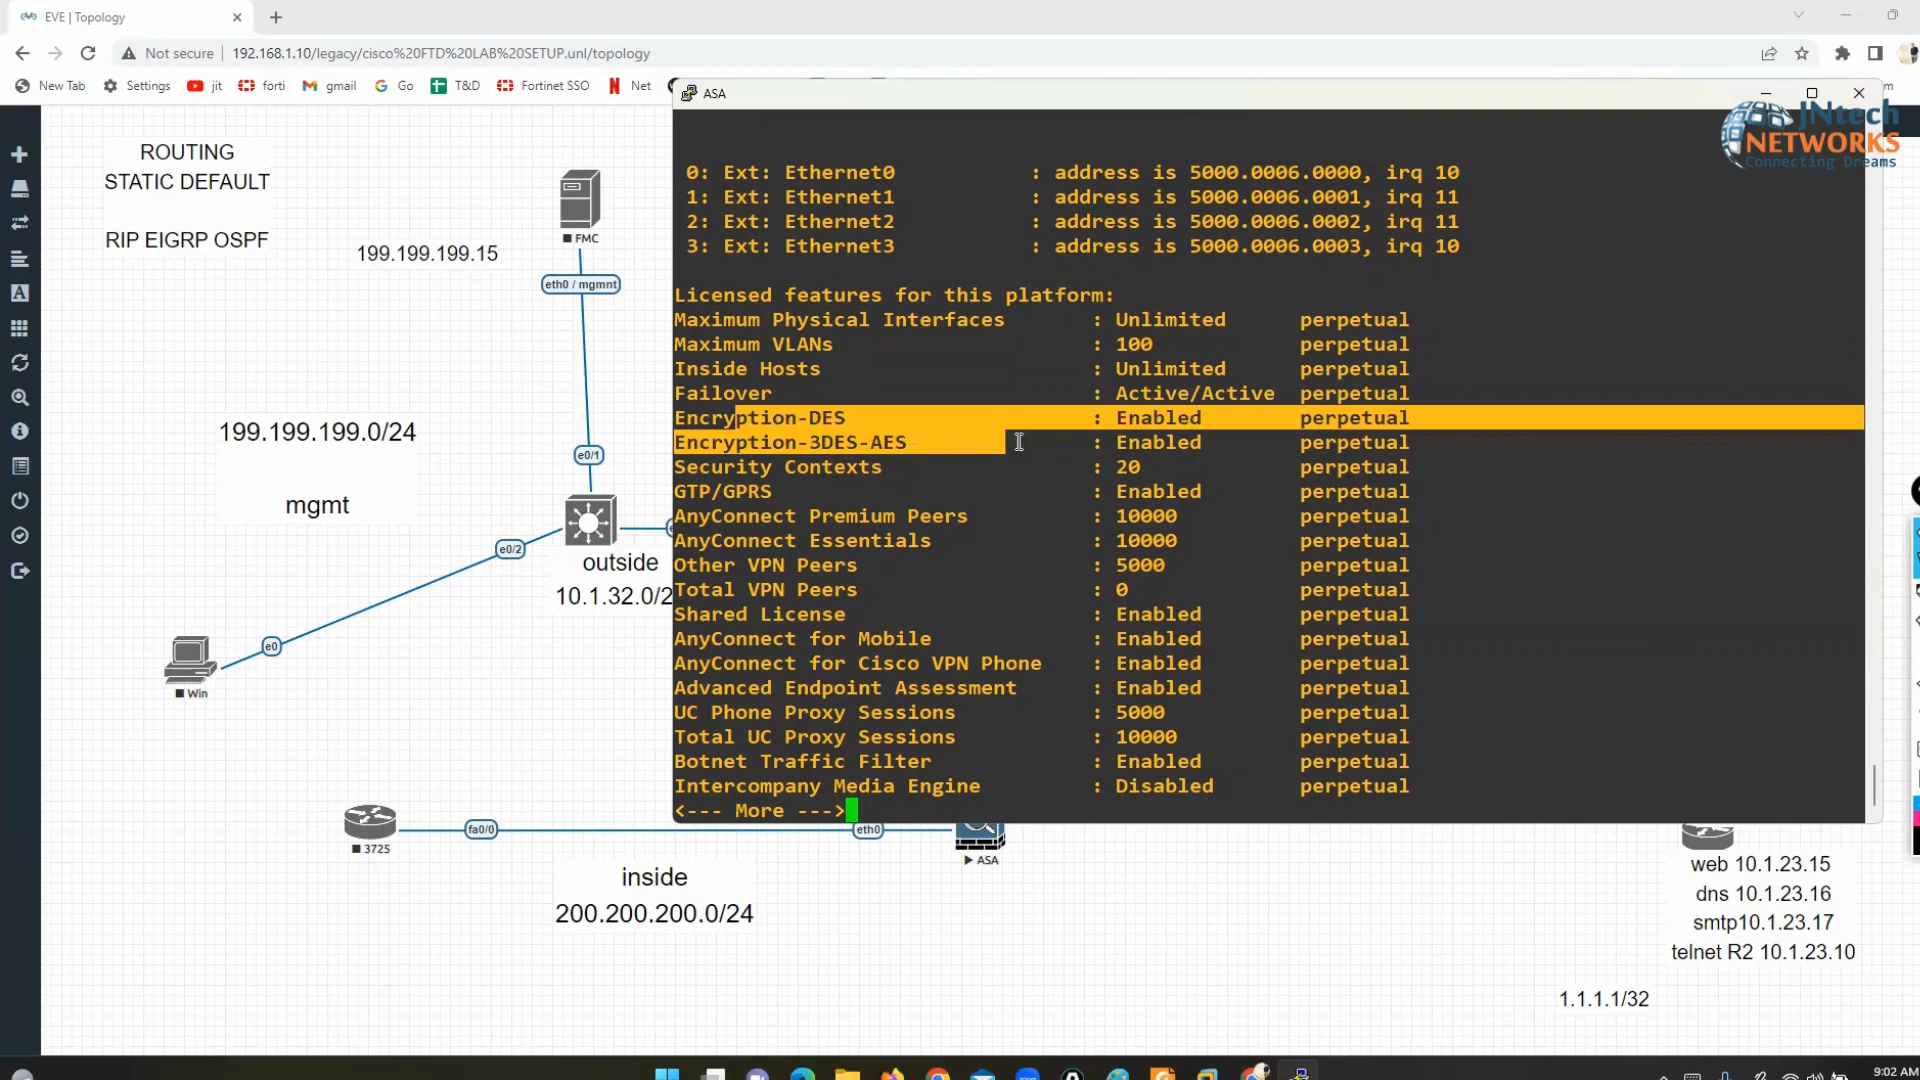 EVE | Topology
Not secure
192.168.1.10/legacy/cisco%20FTD%20LAB%20SETUP.unl/topology
New Tab
Settings
jit
forti
gmail
Go
T&D
Fortinet SSO
Net
ASA
JNtech
NETWORKS
Connecting Dreams
ROUTING
STATIC DEFAULT
RIP EIGRP OSPF
199.199.199.15
FMC
eth0 / mgmnt
199.199.199.0/24
mgmt
e0/1
e0/2
outside
10.1.32.0/2
e0
Win
0: Ext: Ethernet0 : address is 5000.0006.0000, irq 10
1: Ext: Ethernet1 : address is 5000.0006.0001, irq 11
2: Ext: Ethernet2 : address is 5000.0006.0002, irq 11
3: Ext: Ethernet3 : address is 5000.0006.0003, irq 10
Licensed features for this platform:
Maximum Physical Interfaces : Unlimited perpetual
Maximum VLANs : 100 perpetual
Inside Hosts : Unlimited perpetual
Failover : Active/Active perpetual
Encryption-DES : Enabled perpetual
Encryption-3DES-AES : Enabled perpetual
Security Contexts : 20 perpetual
GTP/GPRS : Enabled perpetual
AnyConnect Premium Peers : 10000 perpetual
AnyConnect Essentials : 10000 perpetual
Other VPN Peers : 5000 perpetual
Total VPN Peers : 0 perpetual
Shared License : Enabled perpetual
AnyConnect for Mobile : Enabled perpetual
AnyConnect for Cisco VPN Phone : Enabled perpetual
Advanced Endpoint Assessment : Enabled perpetual
UC Phone Proxy Sessions : 5000 perpetual
Total UC Proxy Sessions : 10000 perpetual
Botnet Traffic Filter : Enabled perpetual
Intercompany Media Engine : Disabled perpetual
<--- More --->
3725
fa0/0
eth0
ASA
inside
200.200.200.0/24
web 10.1.23.15
dns 10.1.23.16
smtp10.1.23.17
telnet R2 10.1.23.10
1.1.1.1/32
9:02 AM